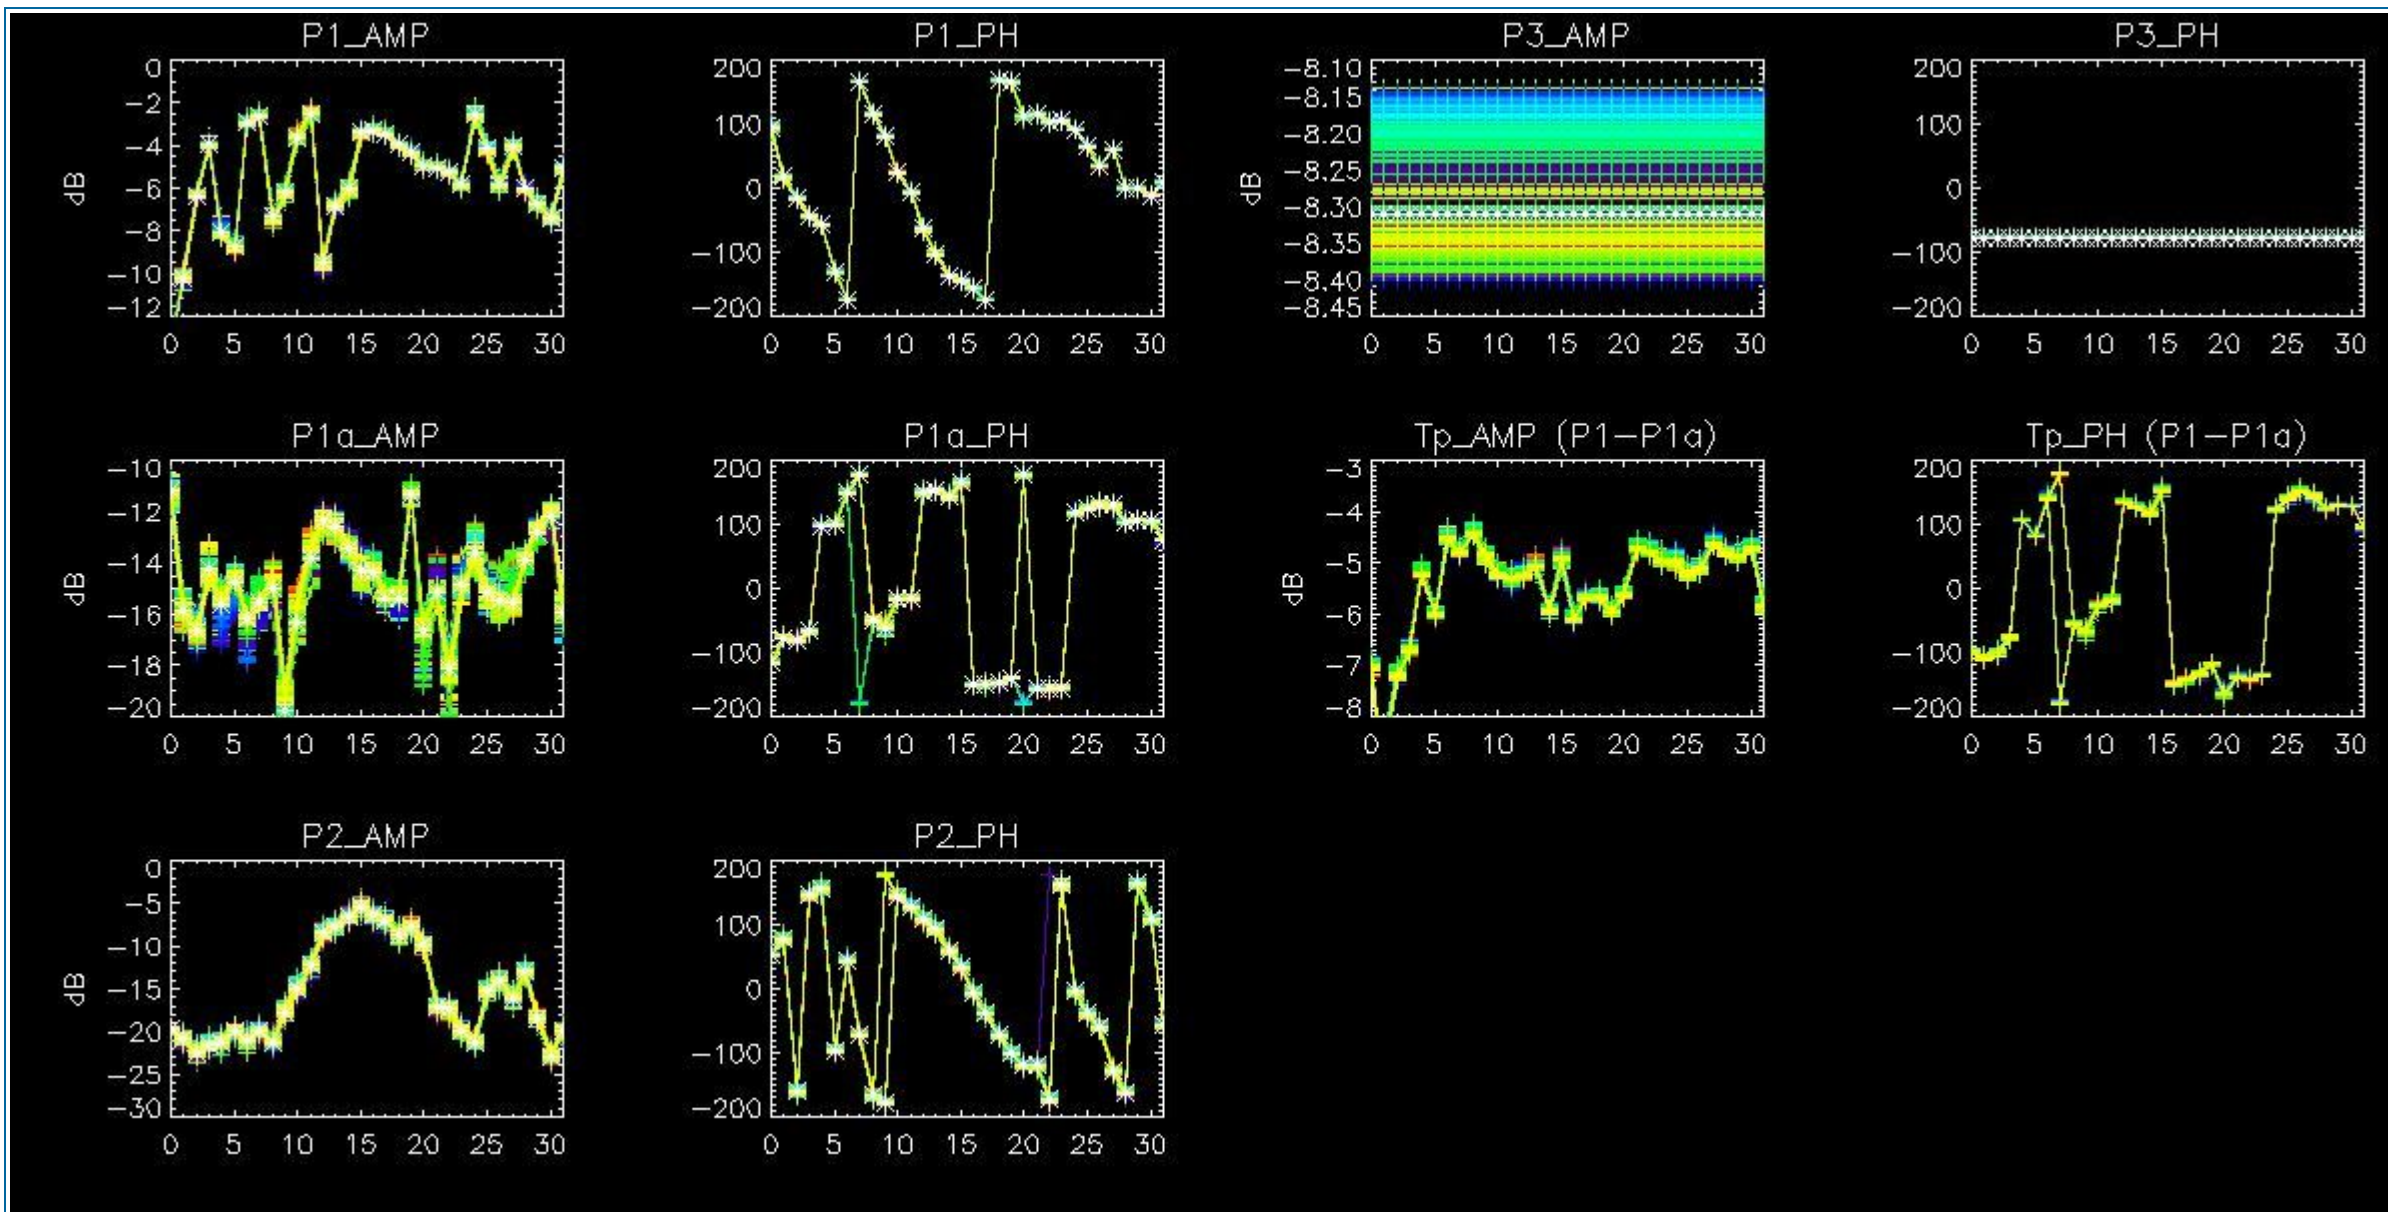 P1_AMP P1_PH P3_AMP P3_PH
0 200 -8.10 200
-2 100 -8.15 100
-4 0 -8.20 0
-6 -100 -8.25 -100
-8 -200 -8.30 -200
-10 -8.35
-12 -8.40
-8.45
dB dB
0 5 10 15 20 25 30 0 5 10 15 20 25 30 0 5 10 15 20 25 30 0 5 10 15 20 25 30
P1a_AMP P1a_PH Tp_AMP (P1-P1a) Tp_PH (P1-P1a)
-10 200 -3 200
-12 100 -4 100
-14 0 -5 0
-16 -100 -6 -100
-18 -200 -7 -200
-20 -8
dB dB
0 5 10 15 20 25 30 0 5 10 15 20 25 30 0 5 10 15 20 25 30 0 5 10 15 20 25 30
P2_AMP P2_PH
0 200
-5 100
-10 0
-15 -100
-20 -200
-25
-30
dB
0 5 10 15 20 25 30 0 5 10 15 20 25 30